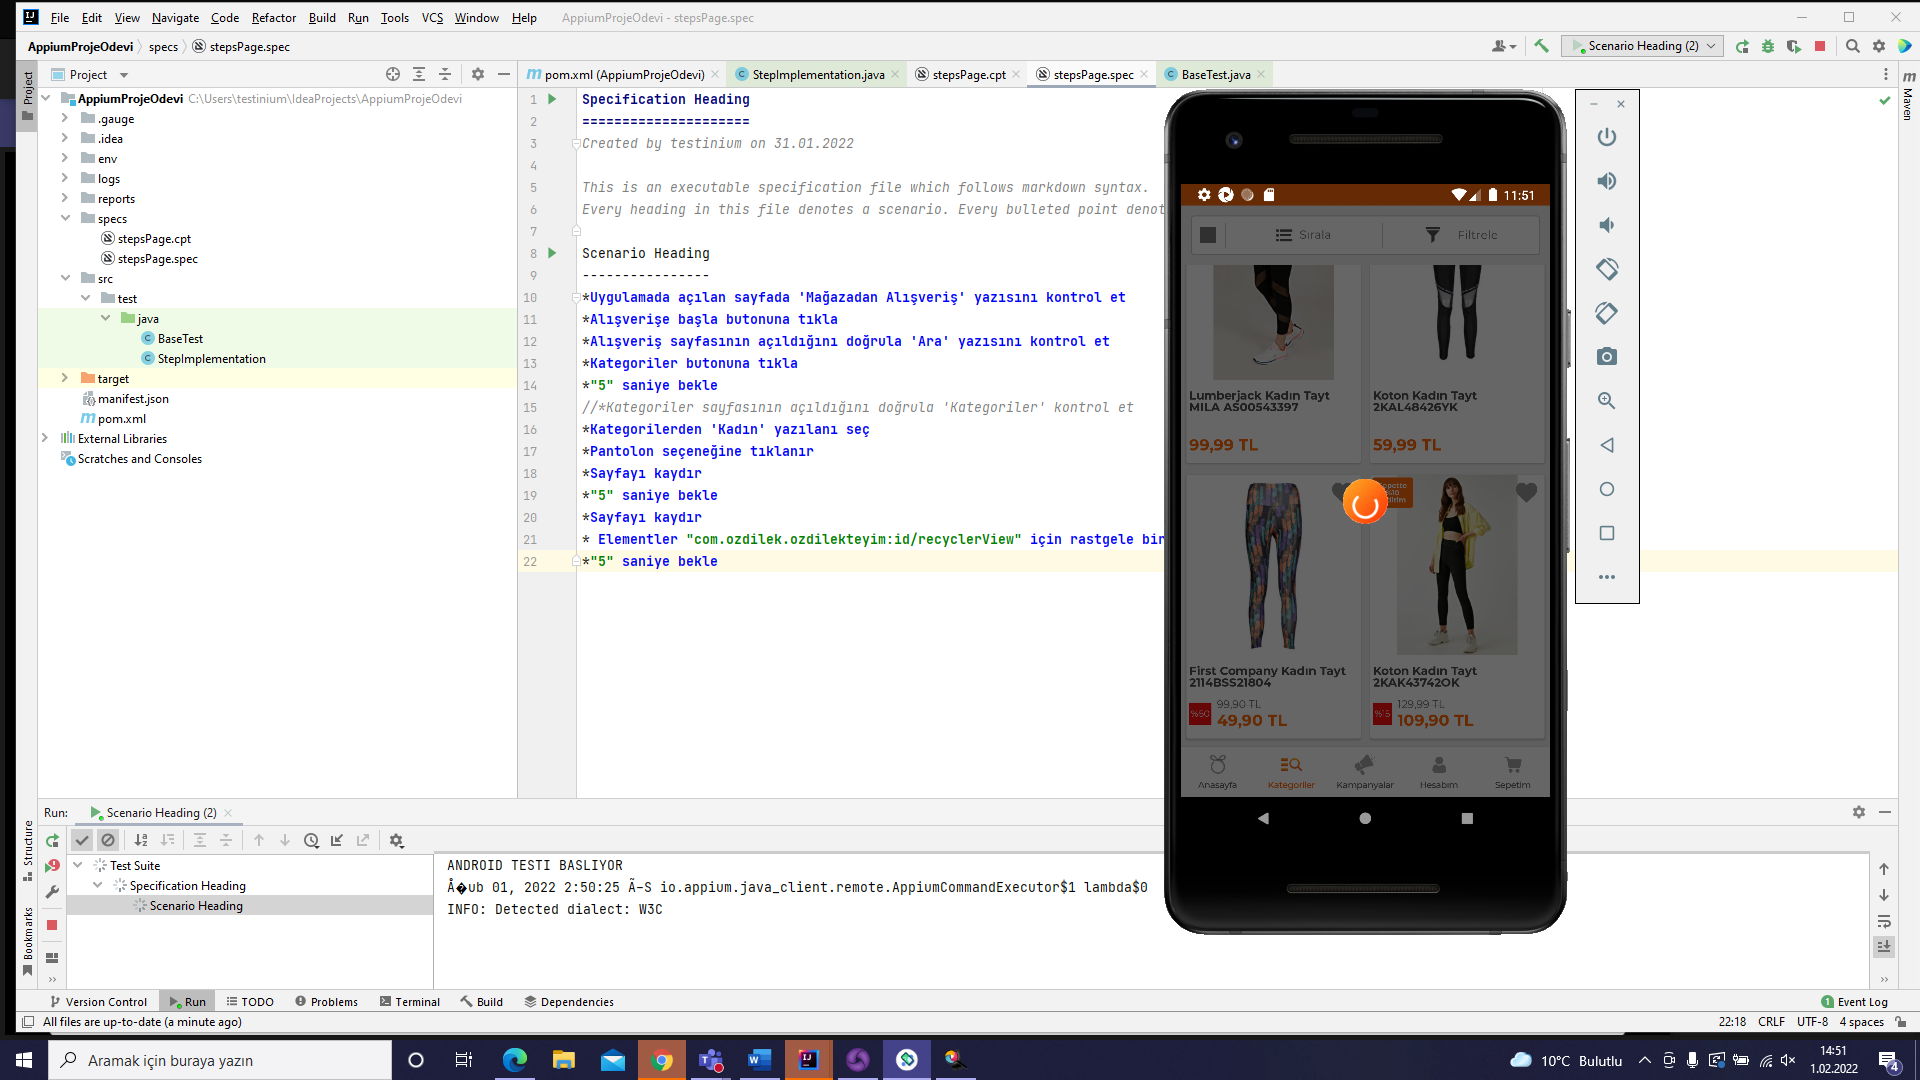 File Edit View Navigate Code Refactor Build Run Tools VCS Window Help AppiumProjeOdevi - stepsPage.spec
AppiumProjeOdevi specs stepsPage.spec
Scenario Heading (2)
Project
pom.xml (AppiumProjeOdevi) StepImplementation.java stepsPage.cpt stepsPage.spec BaseTest.java
Project
Maven
AppiumProjeOdevi C:\Users\testinium\IdeaProjects\AppiumProjeOdevi
.gauge
.idea
env
logs
reports
specs
stepsPage.cpt
stepsPage.spec
src
test
java
BaseTest
StepImplementation
target
manifest.json
pom.xml
External Libraries
Scratches and Consoles
1 Specification Heading
2 =====================
3 Created by testinium on 31.01.2022
4
5 This is an executable specification file which follows markdown syntax.
6 Every heading in this file denotes a scenario. Every bulleted point denot
7
8 Scenario Heading
9 ----------------
10 *Uygulamada açılan sayfada 'Mağazadan Alışveriş' yazısını kontrol et
11 *Alışverişe başla butonuna tıkla
12 *Alışveriş sayfasının açıldığını doğrula 'Ara' yazısını kontrol et
13 *Kategoriler butonuna tıkla
14 *"5" saniye bekle
15 //*Kategoriler sayfasının açıldığını doğrula 'Kategoriler' kontrol et
16 *Kategorilerden 'Kadın' yazılanı seç
17 *Pantolon seçeneğine tıklanır
18 *Sayfayı kaydır
19 *"5" saniye bekle
20 *Sayfayı kaydır
21 * Elementler "com.ozdilek.ozdilekteyim:id/recyclerView" için rastgele bir
22 *"5" saniye bekle
11:51
Sırala Filtrele
Lumberjack Kadın Tayt
MILA AS00543397
99,99 TL
Koton Kadın Tayt
2KAL48426YK
59,99 TL
First Company Kadın Tayt
2114BSS21804
%50 99,90 TL
49,90 TL
Koton Kadın Tayt
2KAK43742OK
%15 129,99 TL
109,90 TL
Anasayfa Kategoriler Kampanyalar Hesabım Sepetim
Run: Scenario Heading (2)
Structure
Bookmarks
Test Suite
Specification Heading
Scenario Heading
ANDROID TESTI BASLIYOR
Å�ub 01, 2022 2:50:25 Ã–S io.appium.java_client.remote.AppiumCommandExecutor$1 lambda$0
INFO: Detected dialect: W3C
Version Control Run TODO Problems Terminal Build Dependencies 1 Event Log
All files are up-to-date (a minute ago) 22:18 CRLF UTF-8 4 spaces
Aramak için buraya yazın
10°C Bulutlu
14:51
1.02.2022
4